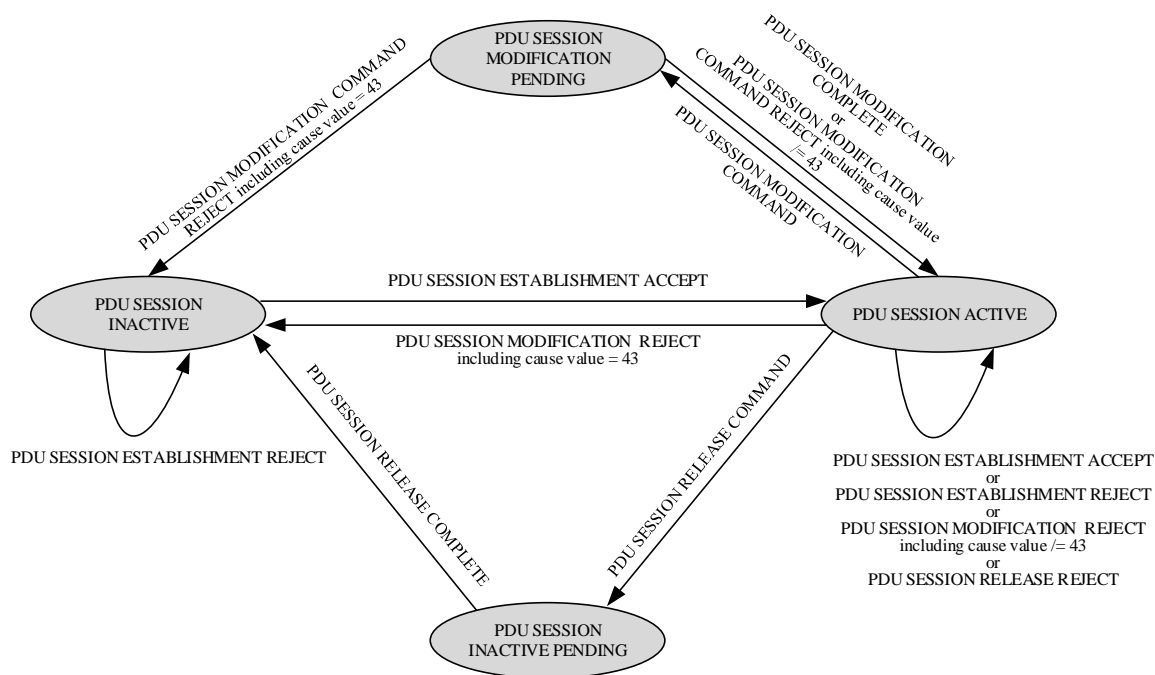 PDU SESSION
MODIFICATION
PENDING
PDU SESSION MODIFICATION COMMAND
REJECT including cause value = 43
PDU SESSION MODIFICATION
COMPLETE
or
PDU SESSION MODIFICATION
COMMAND REJECT including cause value
/= 43
PDU SESSION MODIFICATION
COMMAND
PDU SESSION
INACTIVE
PDU SESSION ESTABLISHMENT ACCEPT
PDU SESSION MODIFICATION REJECT
including cause value = 43
PDU SESSION ACTIVE
PDU SESSION ESTABLISHMENT REJECT
PDU SESSION RELEASE COMPLETE
PDU SESSION RELEASE COMMAND
PDU SESSION ESTABLISHMENT ACCEPT
or
PDU SESSION ESTABLISHMENT REJECT
or
PDU SESSION MODIFICATION REJECT
including cause value /= 43
or
PDU SESSION RELEASE REJECT
PDU SESSION
INACTIVE PENDING